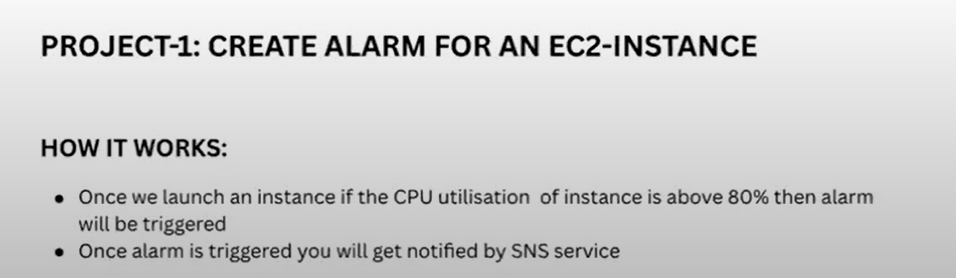 PROJECT-1: CREATE ALARM FOR AN EC2-INSTANCE
HOW IT WORKS:
• Once we launch an instance if the CPU utilisation of instance is above 80% then alarm
will be triggered
• Once alarm is triggered you will get notified by SNS service